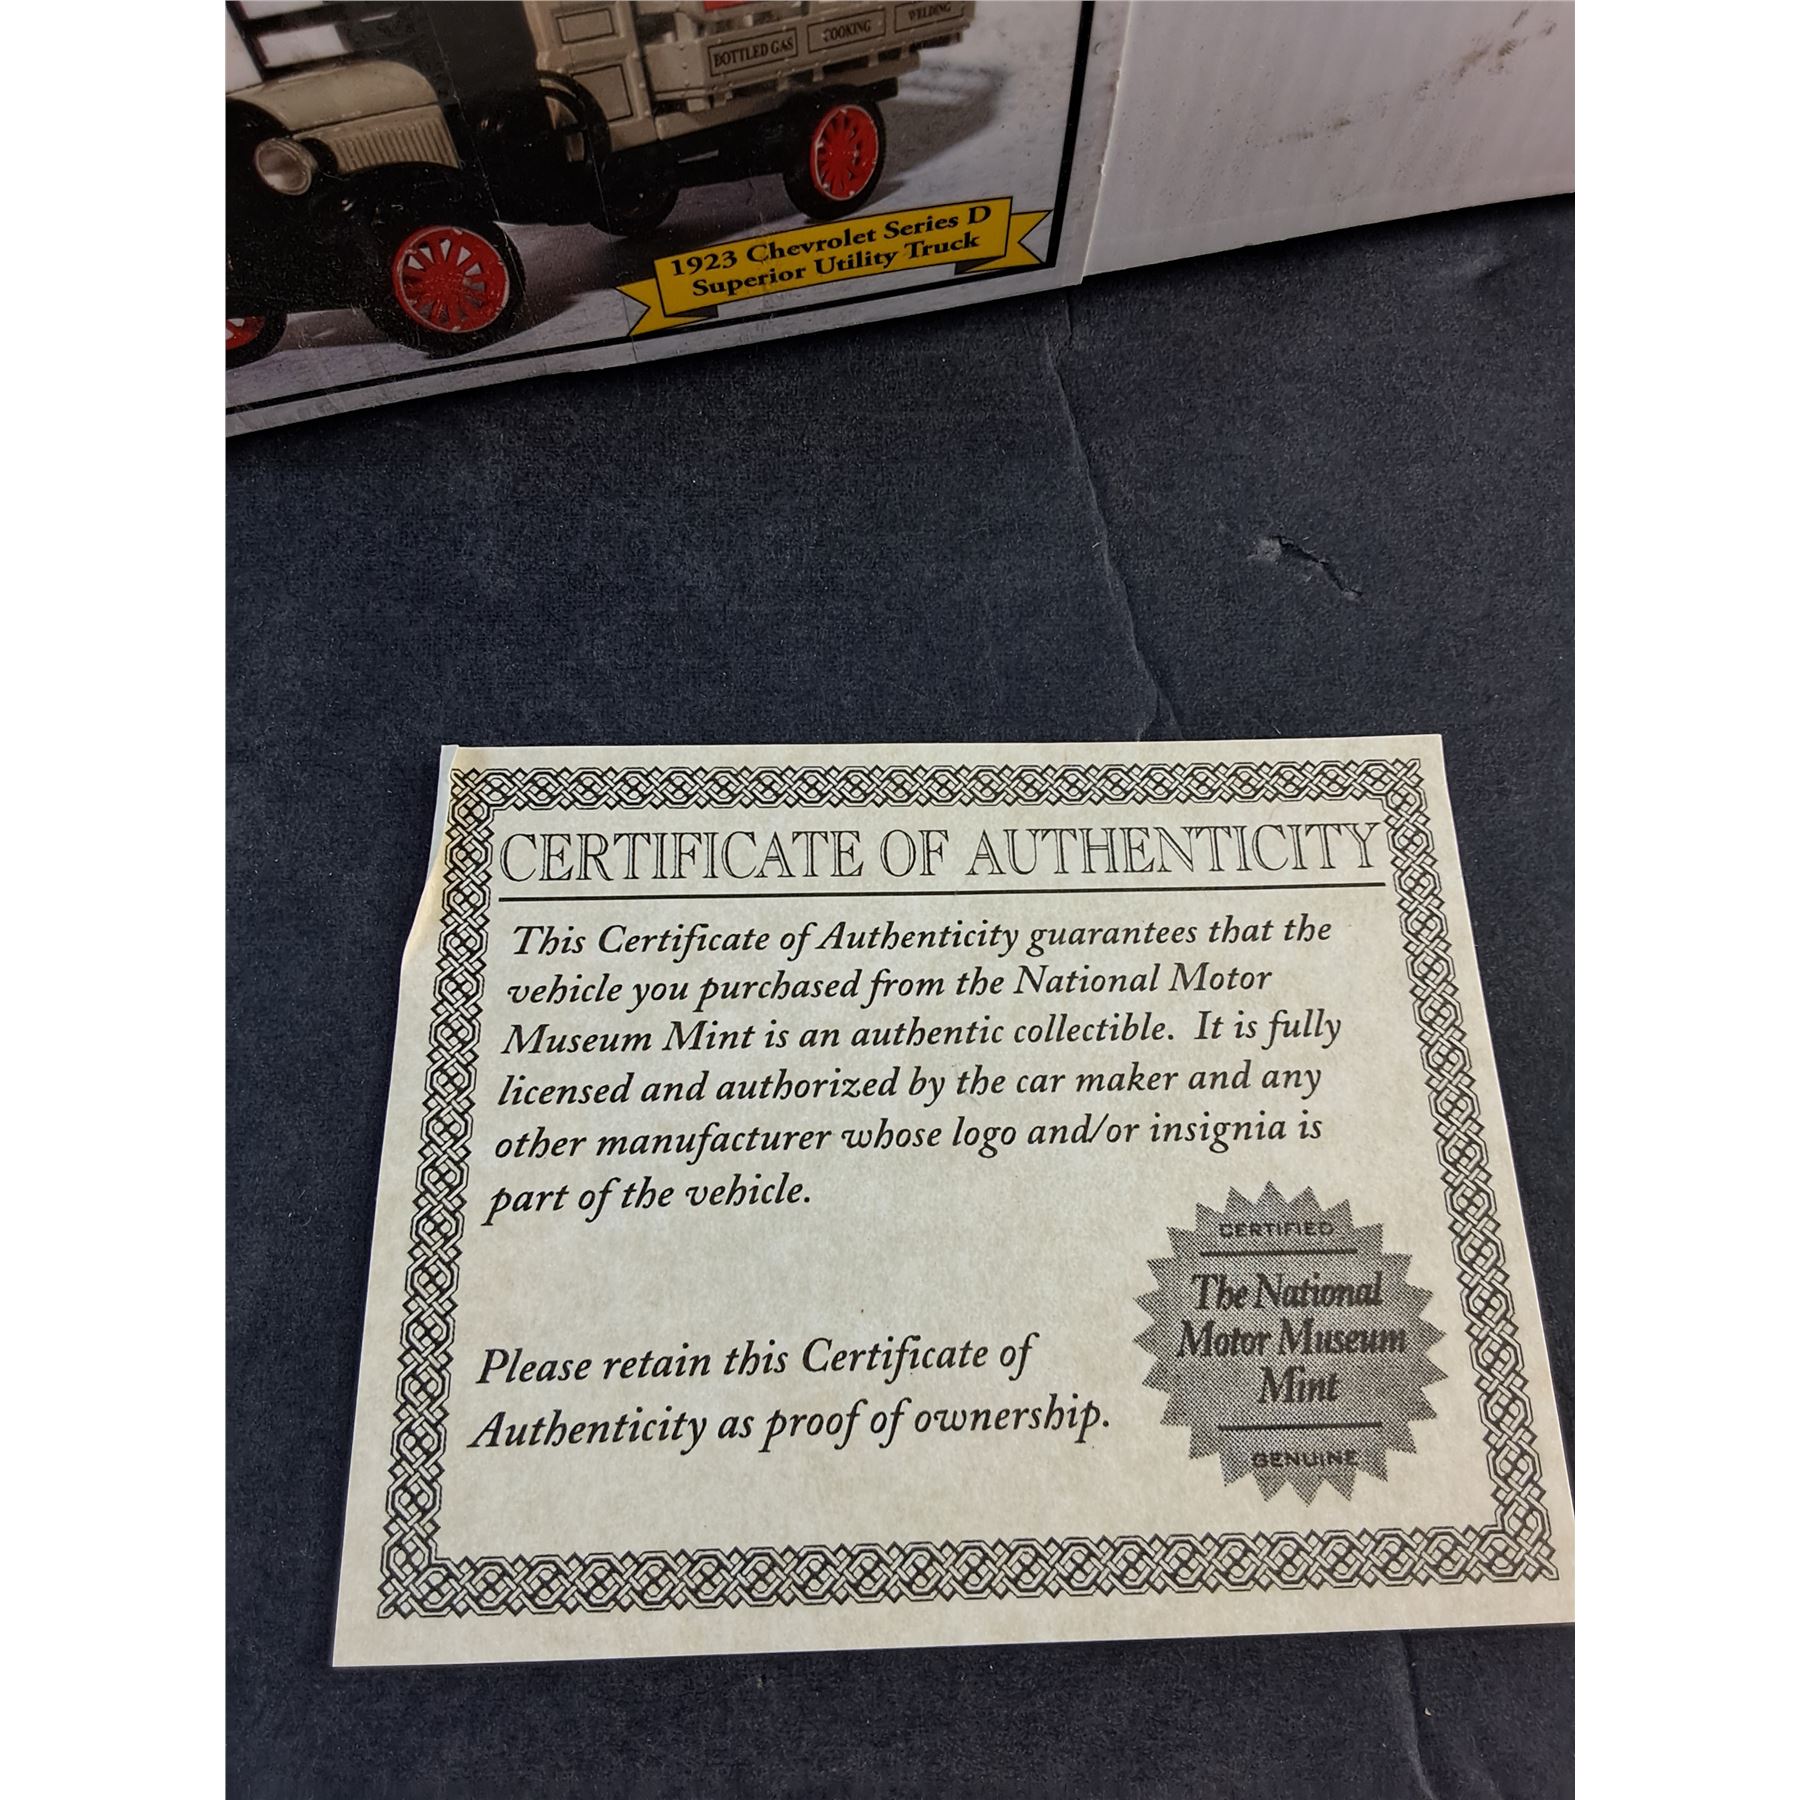 BOTTLED GAS
COOKING
WELDING
1923 Chevrolet Series D
Superior Utility Truck
CERTIFICATE OF AUTHENTICITY
This Certificate of Authenticity guarantees that the
vehicle you purchased from the National Motor
Museum Mint is an authentic collectible. It is fully
licensed and authorized by the car maker and any
other manufacturer whose logo and/or insignia is
part of the vehicle.
Please retain this Certificate of
Authenticity as proof of ownership.
CERTIFIED
The National
Motor Museum
Mint
GENUINE